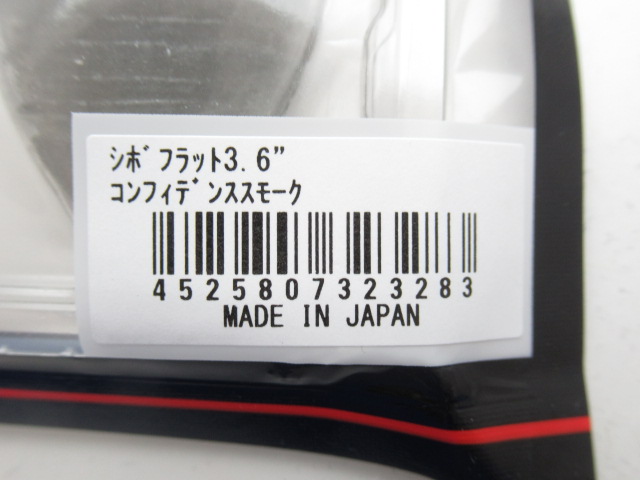 ｼﾎﾞﾌﾗｯﾄ3.6"
ｺﾝﾌｨﾃﾞﾝｽｽﾓｰｸ
4525807323283
MADE IN JAPAN